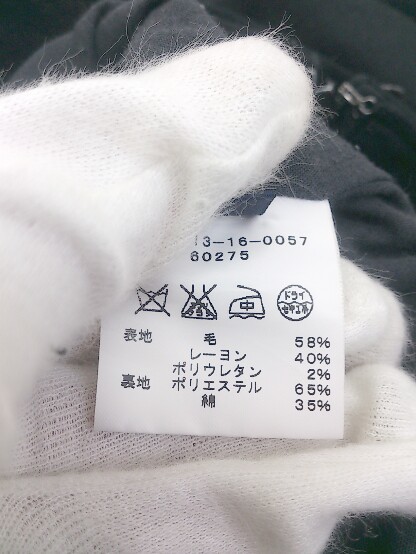 13-16-0057
60275
中 ドライ セキユ系
表地 毛 58%
レーヨン 40%
ポリウレタン 2%
裏地 ポリエステル 65%
綿 35%